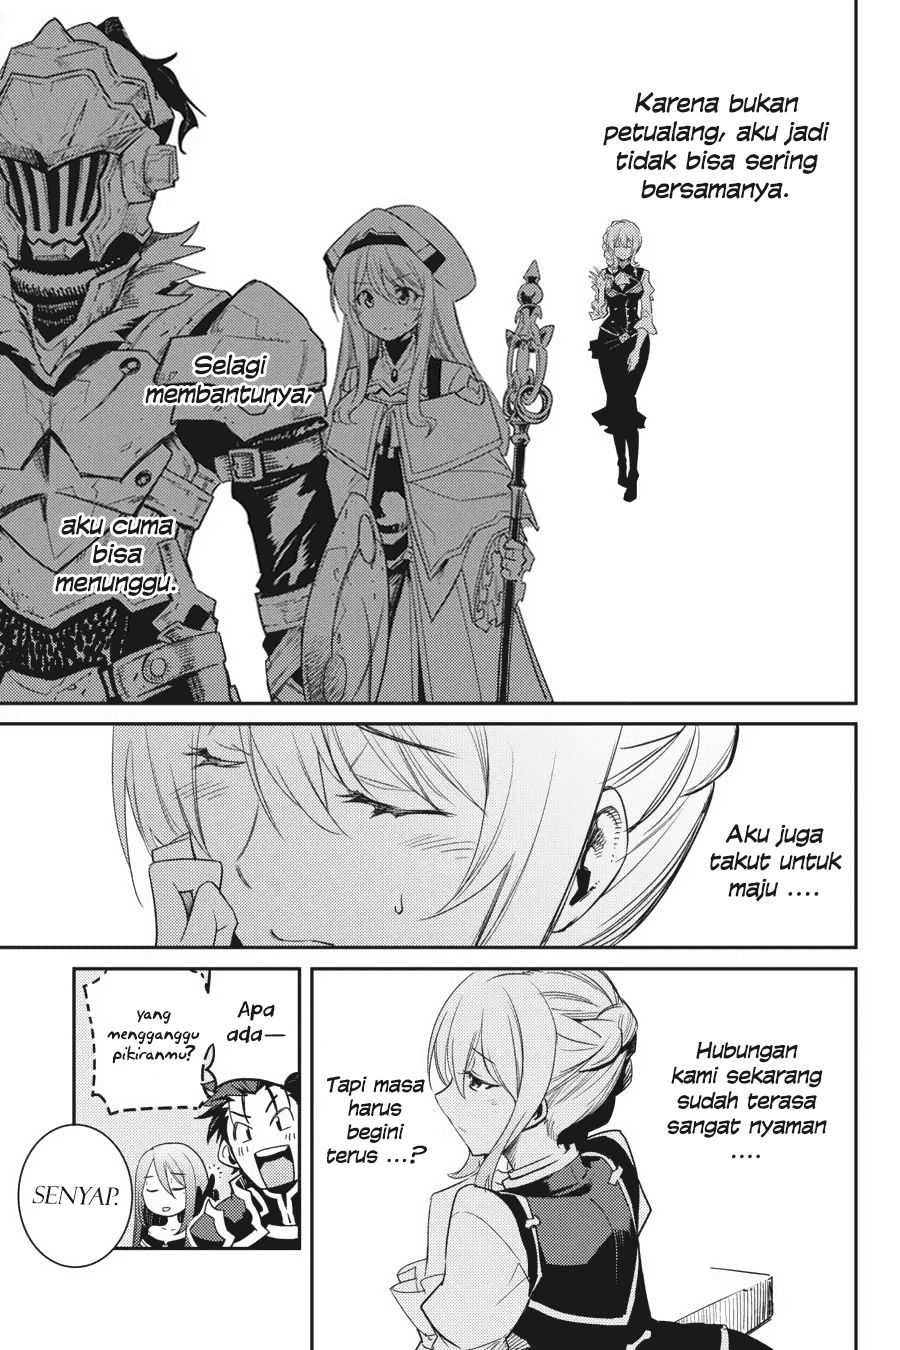 Karena bukan
petualang, aku jadi
tidak bisa sering
bersamanya.
Selagi
membantunya,
aku cuma
bisa
menunggu.
Aku juga
takut untuk
maju ....
Hubungan
kami sekarang
sudah terasa
sangat nyaman
....
Tapi masa
harus
begini
terus ...?
Apa
ada—
yang
mengganggu
pikiranmu?
SENYAP.